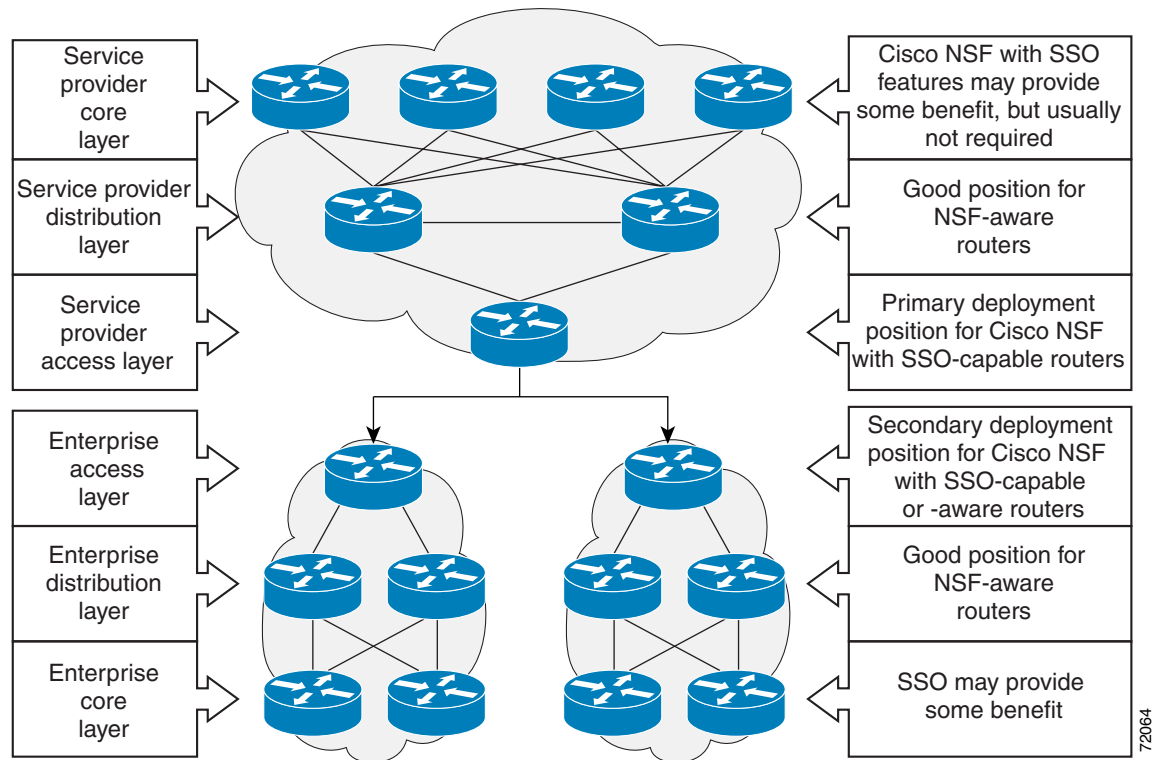 Service
provider
core
layer
Cisco NSF with SSO
features may provide
some benefit, but usually
not required
Service provider
distribution
layer
Good position for
NSF-aware
routers
Service
provider
access layer
Primary deployment
position for Cisco NSF
with SSO-capable routers
Enterprise
access
layer
Secondary deployment
position for Cisco NSF
with SSO-capable
or -aware routers
Enterprise
distribution
layer
Good position for
NSF-aware
routers
Enterprise
core
layer
SSO may provide
some benefit
72064